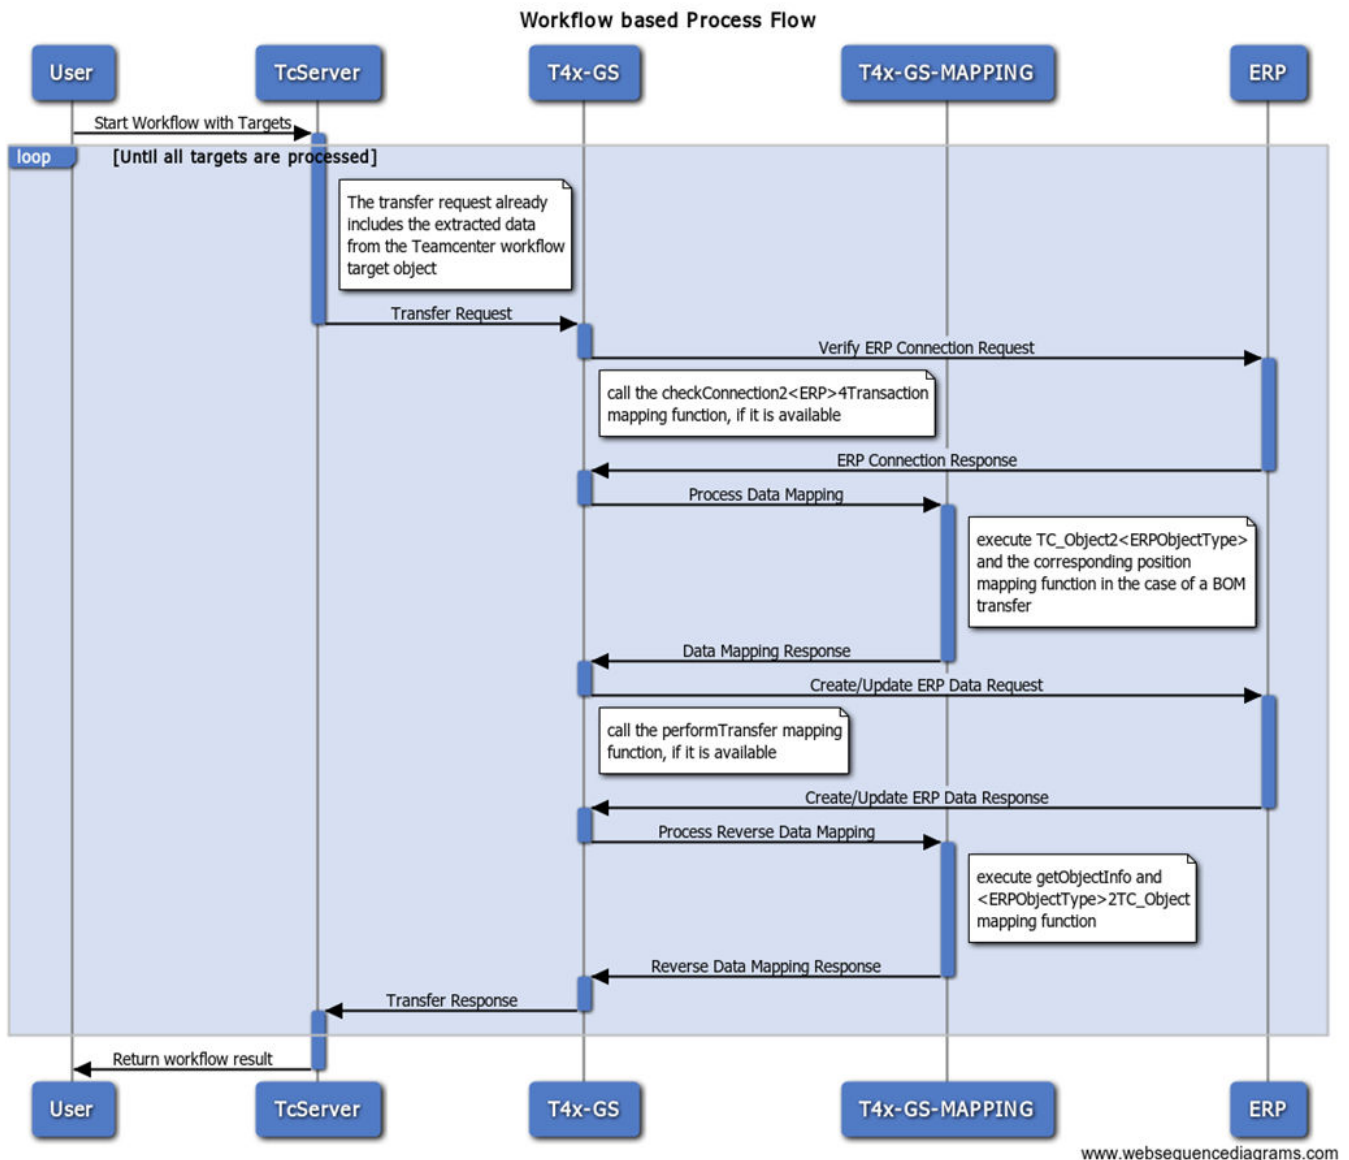 Workflow based Process Flow
User
TcServer
T4x-GS
T4x-GS-MAPPING
ERP
Start Workflow with Targets
loop
[Until all targets are processed]
The transfer request already
includes the extracted data
from the Teamcenter workflow
target object
Transfer Request
Verify ERP Connection Request
call the checkConnection2<ERP>4Transaction
mapping function, if it is available
ERP Connection Response
Process Data Mapping
execute TC_Object2<ERPObjectType>
and the corresponding position
mapping function in the case of a BOM
transfer
Data Mapping Response
Create/Update ERP Data Request
call the performTransfer mapping
function, if it is available
Create/Update ERP Data Response
Process Reverse Data Mapping
execute getObjectInfo and
<ERPObjectType>2TC_Object
mapping function
Reverse Data Mapping Response
Transfer Response
Return workflow result
User
TcServer
T4x-GS
T4x-GS-MAPPING
ERP
www.websequencediagrams.com